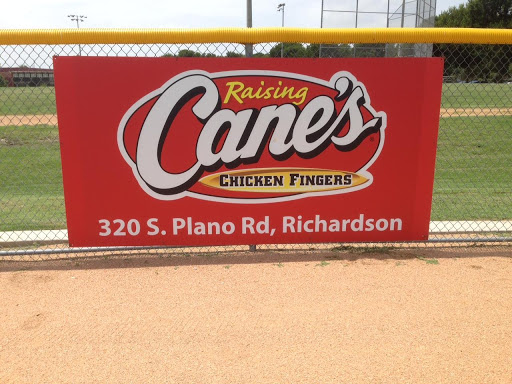 Raising
Cane's
CHICKEN FINGERS
320 S. Plano Rd, Richardson